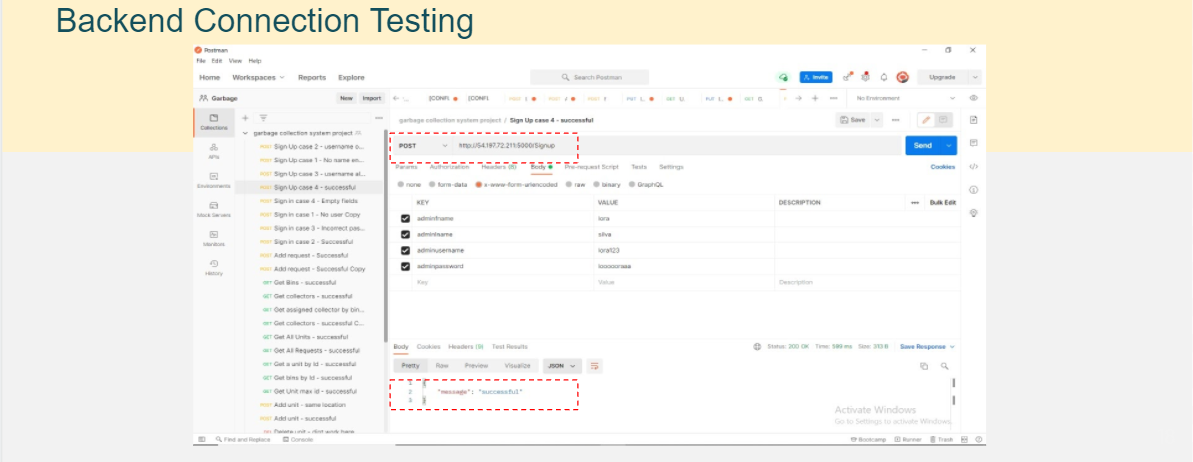 Backend Connection Testing
Postman
File Edit View Help
Home Workspaces Reports Explore
Search Postman
Invite
Upgrade
Garbage
New Import
No Environment
garbage collection system project / Sign Up case 4 - successful
Save
POST http://54.197.72.211:5000/Signup
Send
Params Authorization Headers (8) Body Pre-request Script Tests Settings
Cookies
none form-data x-www-form-urlencoded raw binary GraphQL
KEY VALUE DESCRIPTION Bulk Edit
adminfname lora
adminlname silva
adminusername lora123
adminpassword
Key Value Description
Collections
APIs
Environments
Mock Servers
Monitors
History
garbage collection system project
POST Sign Up case 2 - username o...
POST Sign Up case 1 - No name en...
POST Sign Up case 3 - username al...
POST Sign Up case 4 - successful
POST Sign in case 4 - Empty fields
POST Sign in case 1 - No user Copy
POST Sign in case 3 - Incorrect pas...
POST Sign in case 2 - Successful
POST Add request - Successful
POST Add request - Successful Copy
GET Get Bins - successful
GET Get collectors - successful
GET Get assigned collector by bin...
GET Get collectors - successful C...
GET Get All Units - successful
GET Get All Requests - successful
GET Get a unit by Id - successful
GET Get bins by Id - successful
GET Get Unit max id - successful
POST Add unit - same location
POST Add unit - successful
Body Cookies Headers (9) Test Results
Status: 200 OK Time: 589 ms Size: 313 B Save Response
Pretty Raw Preview Visualize JSON
1 {
2 "message": "successful"
3 }
Activate Windows
Go to Settings to activate Windows.
Find and Replace Console
Bootcamp Runner Trash